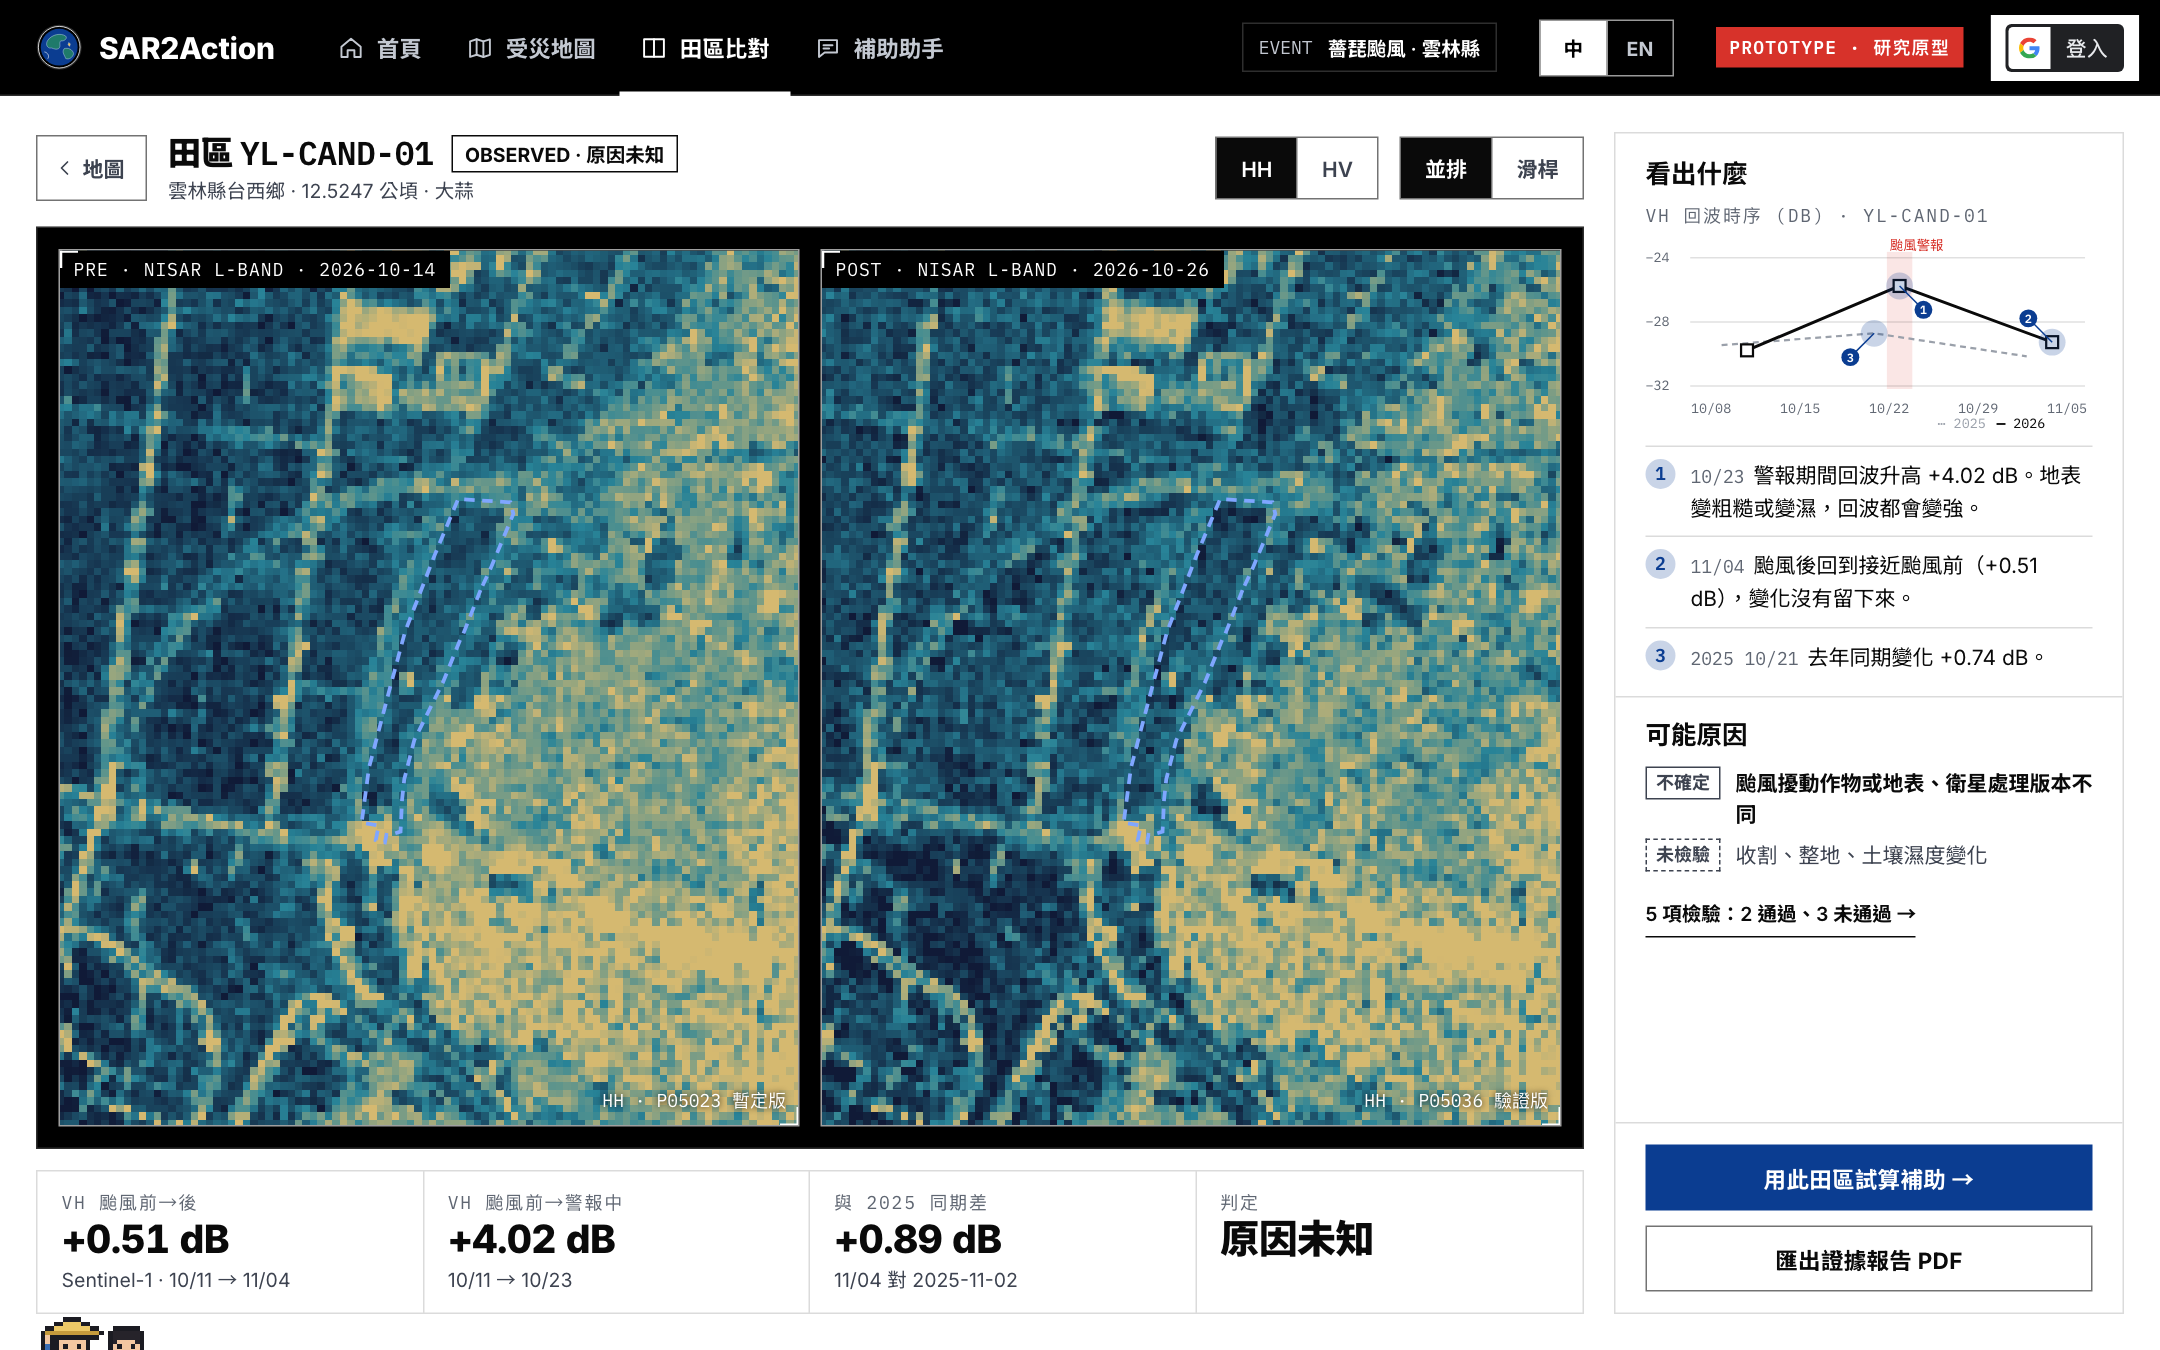 SAR2Action
首頁
受災地圖
田區比對
補助助手
EVENT 薔琵颱風 · 雲林縣
中 EN
PROTOTYPE · 研究原型
登入
地圖
田區 YL-CAND-01
OBSERVED · 原因未知
雲林縣台西鄉 · 12.5247 公頃 · 大蒜
HH HV
並排 滑桿
PRE · NISAR L-BAND · 2026-10-14
HH · P05023 暫定版
POST · NISAR L-BAND · 2026-10-26
HH · P05036 驗證版
VH 颱風前→後
+0.51 dB
Sentinel-1 · 10/11 → 11/04
VH 颱風前→警報中
+4.02 dB
10/11 → 10/23
與 2025 同期差
+0.89 dB
11/04 對 2025-11-02
判定
原因未知
看出什麼
VH 回波時序 (DB) · YL-CAND-01
颱風警報
-24
-28
-32
1
2
3
10/08 10/15 10/22 10/29 11/05
2025 2026
1 10/23 警報期間回波升高 +4.02 dB。地表
變粗糙或變濕，回波都會變強。
2 11/04 颱風後回到接近颱風前（+0.51
dB），變化沒有留下來。
3 2025 10/21 去年同期變化 +0.74 dB。
可能原因
不確定 颱風擾動作物或地表、衛星處理版本不
同
未檢驗 收割、整地、土壤濕度變化
5 項檢驗：2 通過、3 未通過 →
用此田區試算補助 →
匯出證據報告 PDF